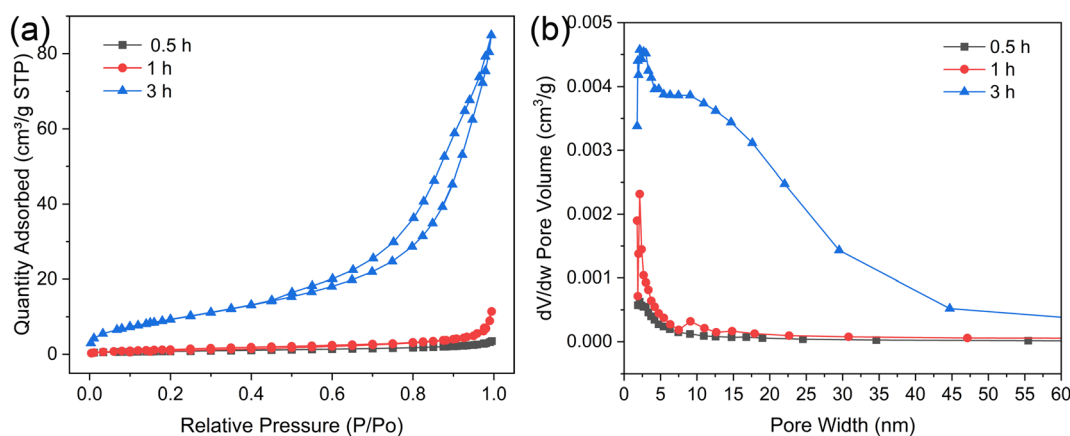 (a)
0.5 h
1 h
3 h
Quantity Adsorbed (cm³/g STP)
80
60
40
20
0
0.0 0.2 0.4 0.6 0.8 1.0
Relative Pressure (P/Po)
(b)
0.5 h
1 h
3 h
dV/dw Pore Volume (cm³/g)
0.005
0.004
0.003
0.002
0.001
0.000
0 5 10 15 20 25 30 35 40 45 50 55 60
Pore Width (nm)